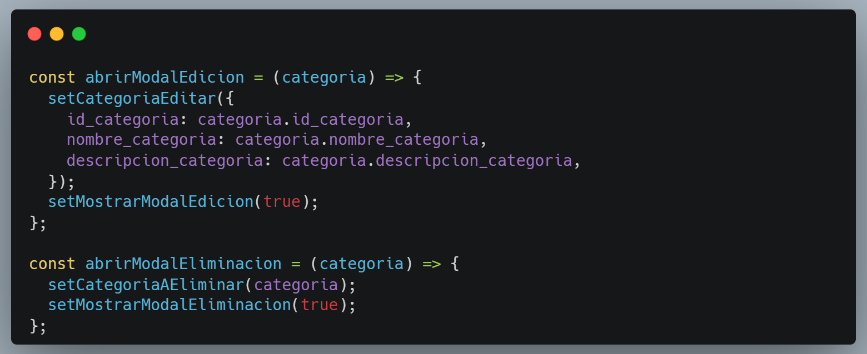 const abrirModalEdicion = (categoria) => {
  setCategoriaEditar({
    id_categoria: categoria.id_categoria,
    nombre_categoria: categoria.nombre_categoria,
    descripcion_categoria: categoria.descripcion_categoria,
  });
  setMostrarModalEdicion(true);
};

const abrirModalEliminacion = (categoria) => {
  setCategoriaAEliminar(categoria);
  setMostrarModalEliminacion(true);
};